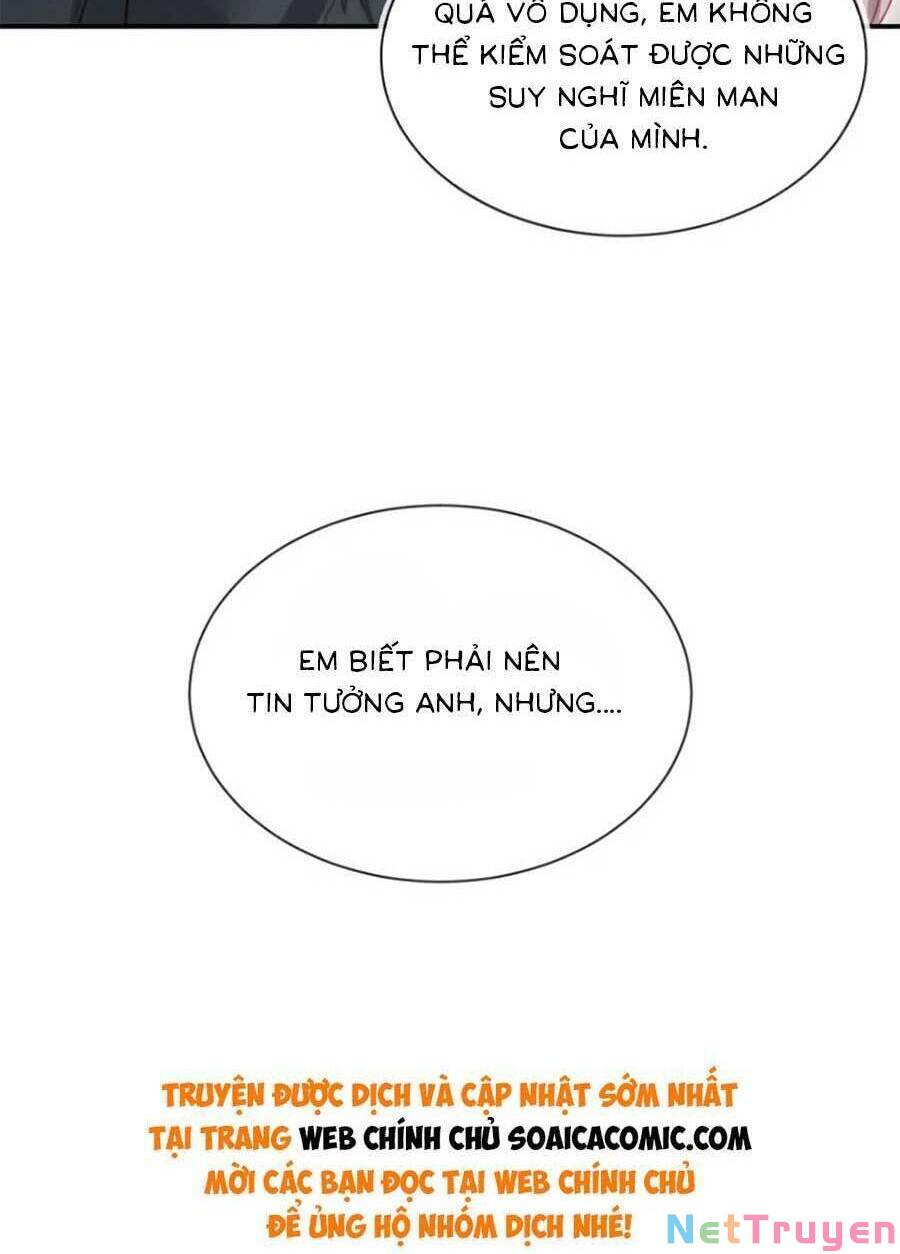 QUÁ VÔ DỤNG, EM KHÔNG
THỂ KIỂM SOÁT ĐƯỢC NHỮNG
SUY NGHĨ MIÊN MAN
CỦA MÌNH.
EM BIẾT PHẢI NÊN
TIN TƯỞNG ANH, NHƯNG....
TRUYỆN ĐƯỢC DỊCH VÀ CẬP NHẬT SỚM NHẤT
TẠI TRANG WEB CHÍNH CHỦ SOAICACOMIC.COM
MỜI CÁC BẠN ĐỌC TẠI WEB CHÍNH CHỦ
ĐỂ ỦNG HỘ NHÓM DỊCH NHÉ!
NetTruyen